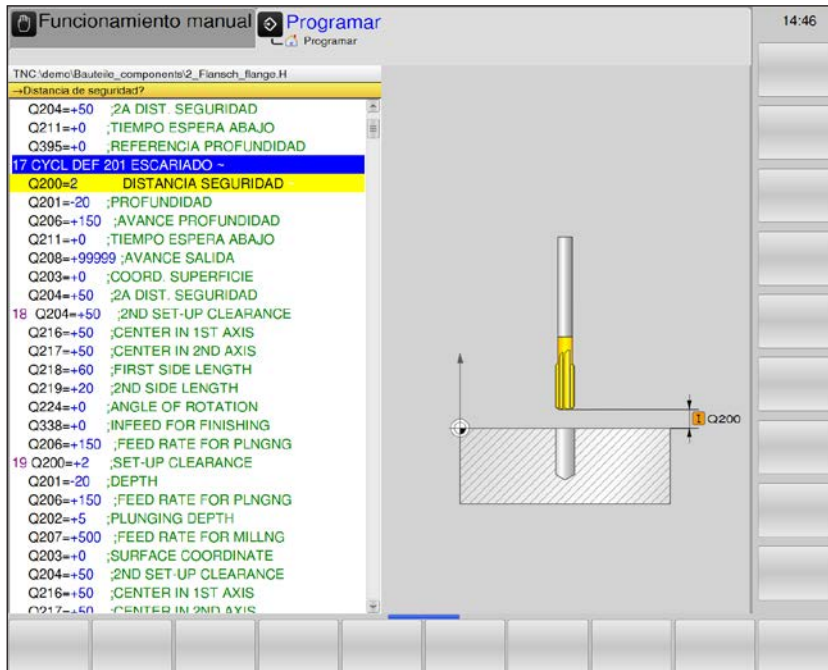 Funcionamiento manual
Programar
Programar
14:46
TNC:\demo\Bauteile_components\2_Flansch_flange.H
→Distancia de seguridad?
Q204=+50 ;2A DIST. SEGURIDAD
Q211=+0 ;TIEMPO ESPERA ABAJO
Q395=+0 ;REFERENCIA PROFUNDIDAD
17 CYCL DEF 201 ESCARIADO ~
Q200=2 DISTANCIA SEGURIDAD
Q201=-20 ;PROFUNDIDAD
Q206=+150 ;AVANCE PROFUNDIDAD
Q211=+0 ;TIEMPO ESPERA ABAJO
Q208=+99999 ;AVANCE SALIDA
Q203=+0 ;COORD. SUPERFICIE
Q204=+50 ;2A DIST. SEGURIDAD
18 Q204=+50 ;2ND SET-UP CLEARANCE
Q216=+50 ;CENTER IN 1ST AXIS
Q217=+50 ;CENTER IN 2ND AXIS
Q218=+60 ;FIRST SIDE LENGTH
Q219=+20 ;2ND SIDE LENGTH
Q224=+0 ;ANGLE OF ROTATION
Q338=+0 ;INFEED FOR FINISHING
Q206=+150 ;FEED RATE FOR PLNGNG
19 Q200=+2 ;SET-UP CLEARANCE
Q201=-20 ;DEPTH
Q206=+150 ;FEED RATE FOR PLNGNG
Q202=+5 ;PLUNGING DEPTH
Q207=+500 ;FEED RATE FOR MILLNG
Q203=+0 ;SURFACE COORDINATE
Q204=+50 ;2ND SET-UP CLEARANCE
Q216=+50 ;CENTER IN 1ST AXIS
Q217=+50 ;CENTER IN 2ND AXIS
Q200